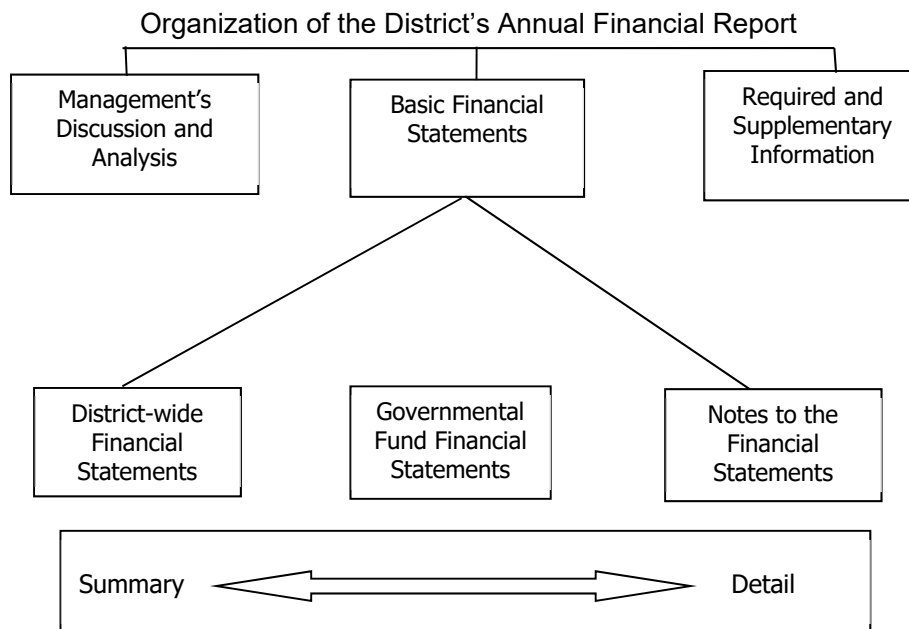 Organization of the District's Annual Financial Report
Management's
Discussion and
Analysis
Basic Financial
Statements
Required and
Supplementary
Information
District-wide
Financial
Statements
Governmental
Fund Financial
Statements
Notes to the
Financial
Statements
Summary
Detail